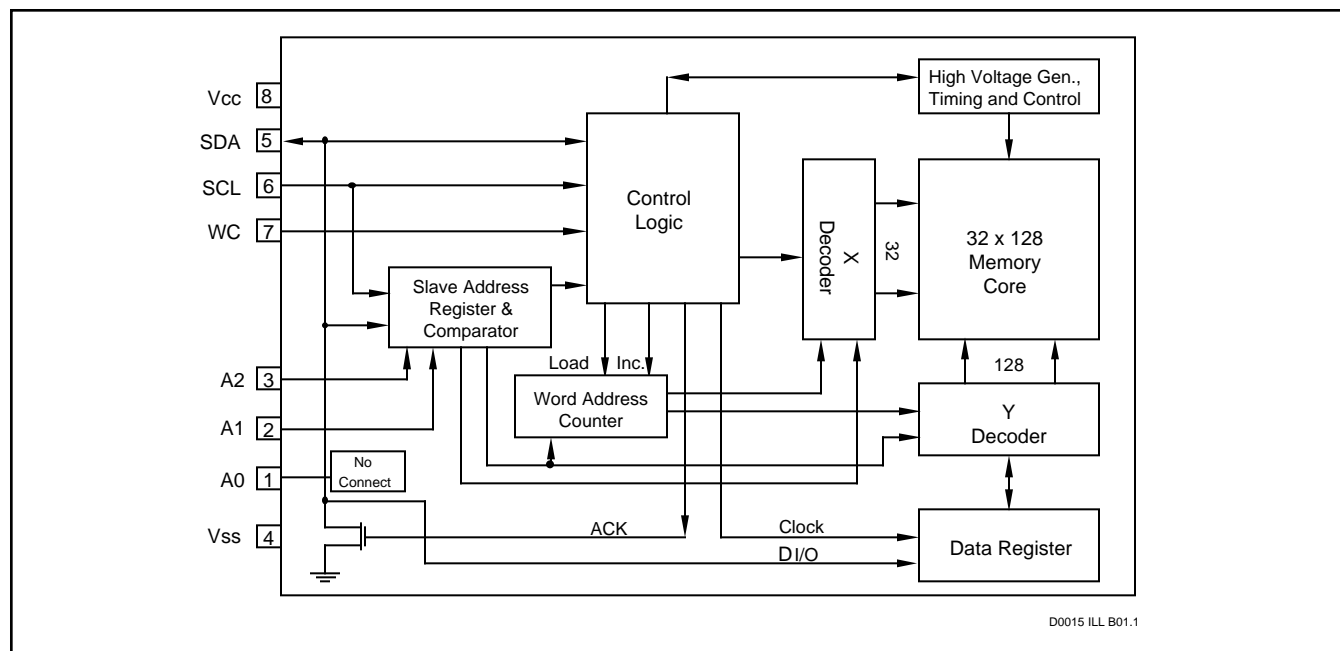 Vcc 8
SDA 5
SCL 6
WC 7
A2 3
A1 2
A0 1
Vss 4
High Voltage Gen.,
Timing and Control
Control
Logic
X
Decoder
32
32 x 128
Memory
Core
Slave Address
Register &
Comparator
Load
Inc.
128
Word Address
Counter
Y
Decoder
No
Connect
ACK
Clock
DI/O
Data Register
D0015 ILL B01.1